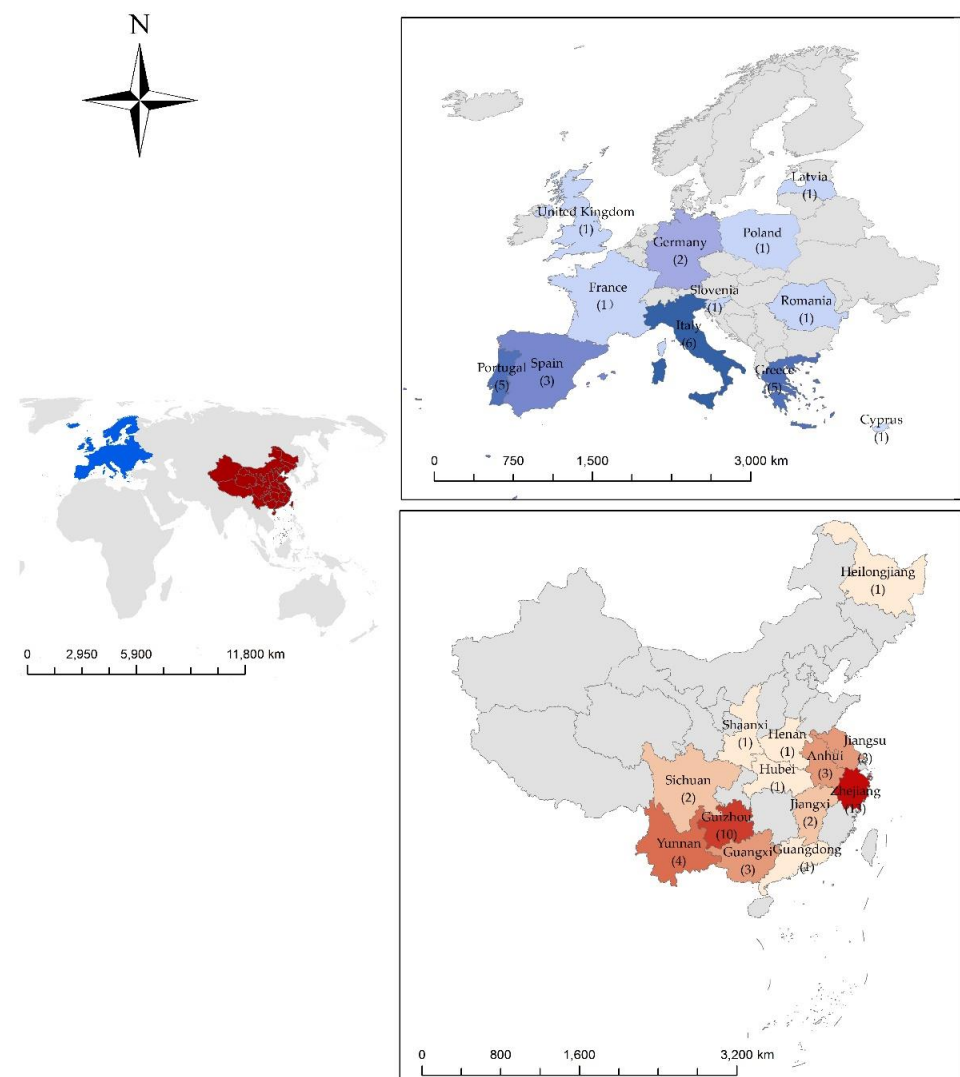 N
Latvia
(1)
United Kingdom
(1)
Germany
(2)
Poland
(1)
France
(1)
Slovenia
(1)
Romania
(1)
Italy
(6)
Portugal
(5)
Spain
(3)
Greece
(5)
Cyprus
(1)
0 750 1,500 3,000 km
0 2,950 5,900 11,800 km
Heilongjiang
(1)
Shaanxi
(1)
Henan
(1)
Jiangsu
(3)
Anhui
(3)
Hubei
(1)
Sichuan
(2)
Zhejiang
(13)
Jiangxi
(2)
Guizhou
(10)
Yunnan
(4)
Guangxi
(3)
Guangdong
(1)
0 800 1,600 3,200 km